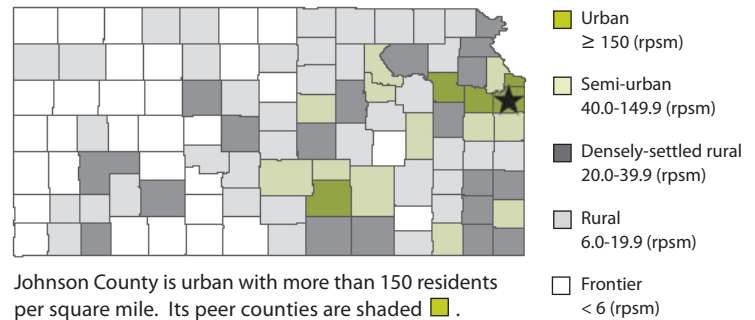 Urban
≥ 150 (rpsm)
Semi-urban
40.0-149.9 (rpsm)
Densely-settled rural
20.0-39.9 (rpsm)
Rural
6.0-19.9 (rpsm)
Frontier
< 6 (rpsm)
Johnson County is urban with more than 150 residents
per square mile. Its peer counties are shaded .